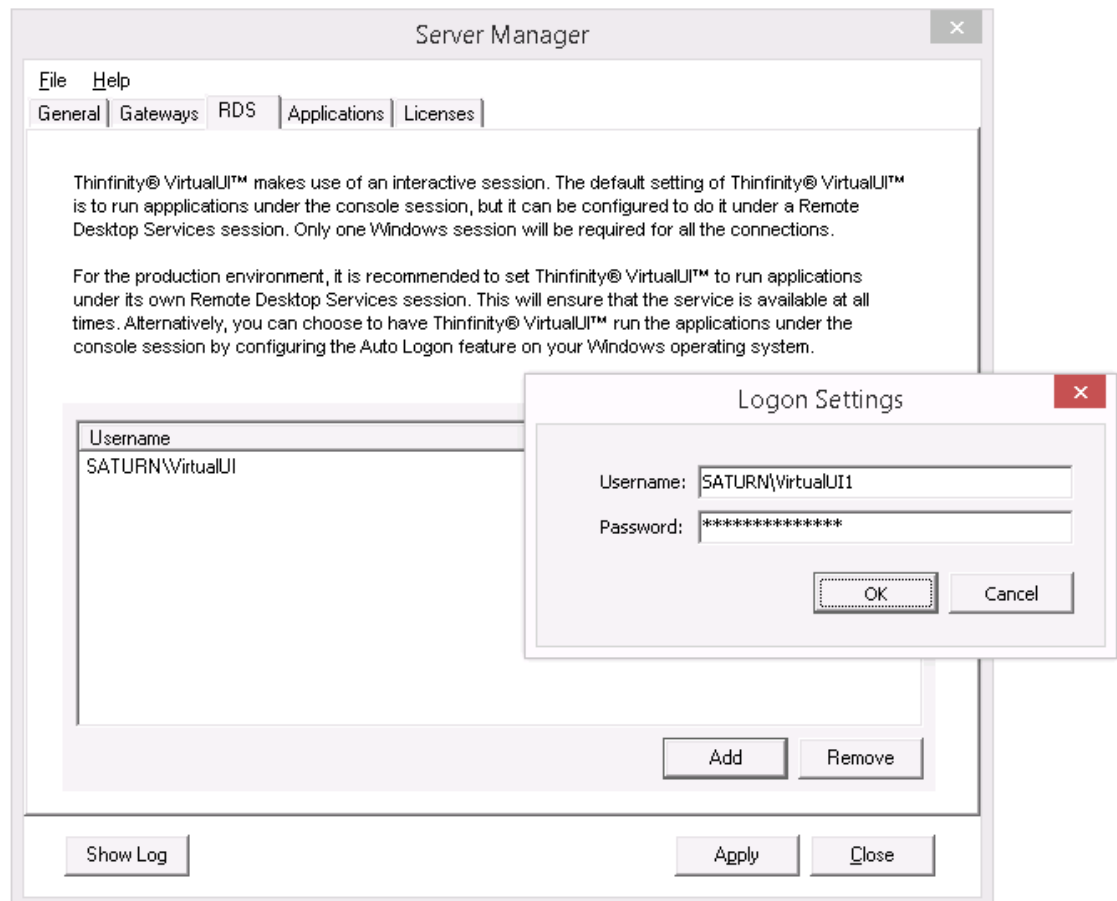 Server Manager
File Help
General Gateways RDS Applications Licenses
Thinfinity® VirtualUI™ makes use of an interactive session. The default setting of Thinfinity® VirtualUI™
is to run appplications under the console session, but it can be configured to do it under a Remote
Desktop Services session. Only one Windows session will be required for all the connections.
For the production environment, it is recommended to set Thinfinity® VirtualUI™ to run applications
under its own Remote Desktop Services session. This will ensure that the service is available at all
times. Alternatively, you can choose to have Thinfinity® VirtualUI™ run the applications under the
console session by configuring the Auto Logon feature on your Windows operating system.
Username
SATURN\VirtualUI
Logon Settings
Username: SATURN\VirtualUI1
Password: **************
OK Cancel
Add Remove
Show Log Apply Close